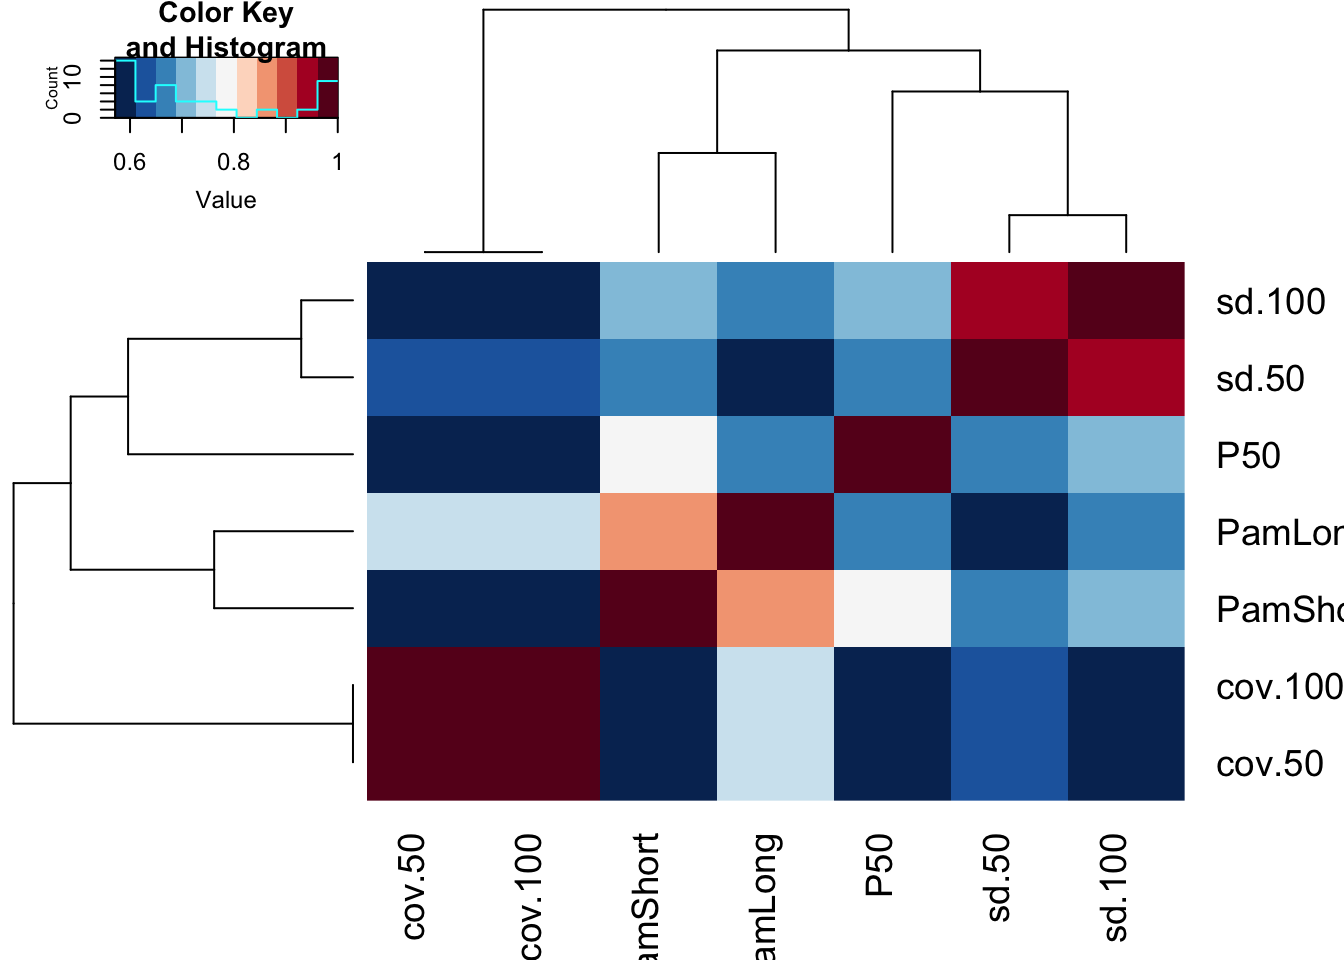 Color Key
and Histogram
Count
0 10
0.6 0.8 1
Value
sd.100
sd.50
P50
PamLon
PamSho
cov.100
cov.50
cov.50
cov.100
amShort
amLong
P50
sd.50
sd.100